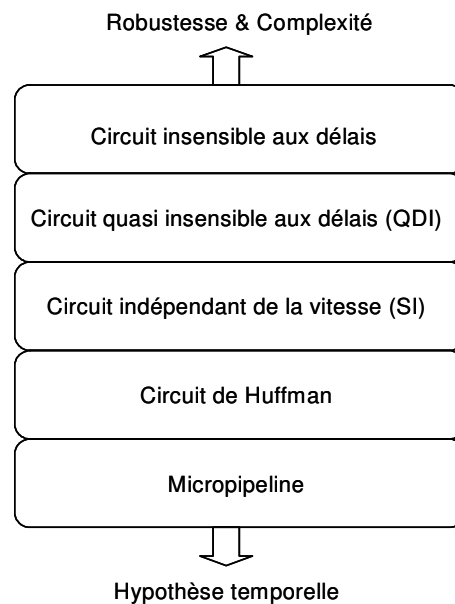 Robustesse & Complexité
Circuit insensible aux délais
Circuit quasi insensible aux délais (QDI)
Circuit indépendant de la vitesse (SI)
Circuit de Huffman
Micropipeline
Hypothèse temporelle